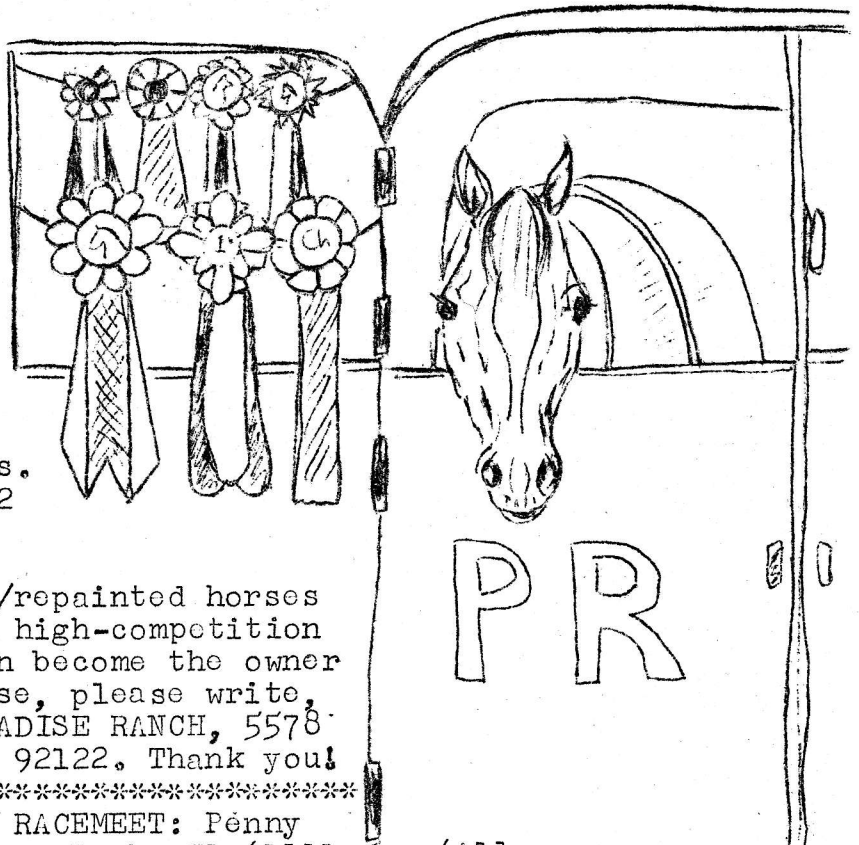 Ch
s.
2
P R
/repainted horses
high-competition
n become the owner
se, please write,
ADISE RANCH, 5578
92122. Thank you!
*******************
RACEMEET: Penny